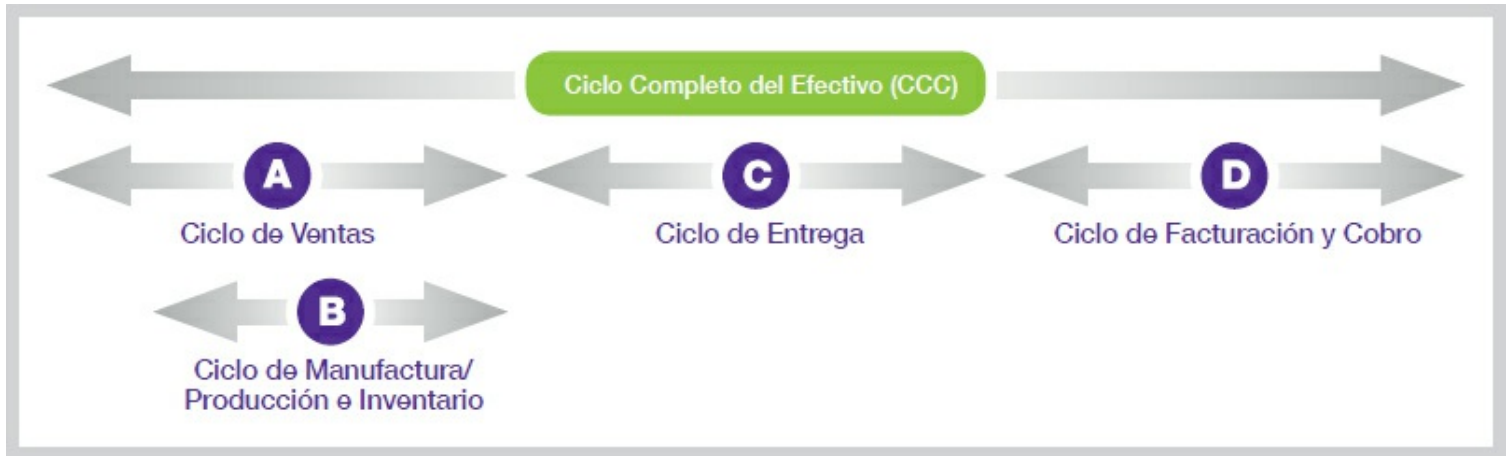 Ciclo Completo del Efectivo (CCC)
A
C
D
Ciclo de Ventas
Ciclo de Entrega
Ciclo de Facturación y Cobro
B
Ciclo de Manufactura/
Producción e Inventario